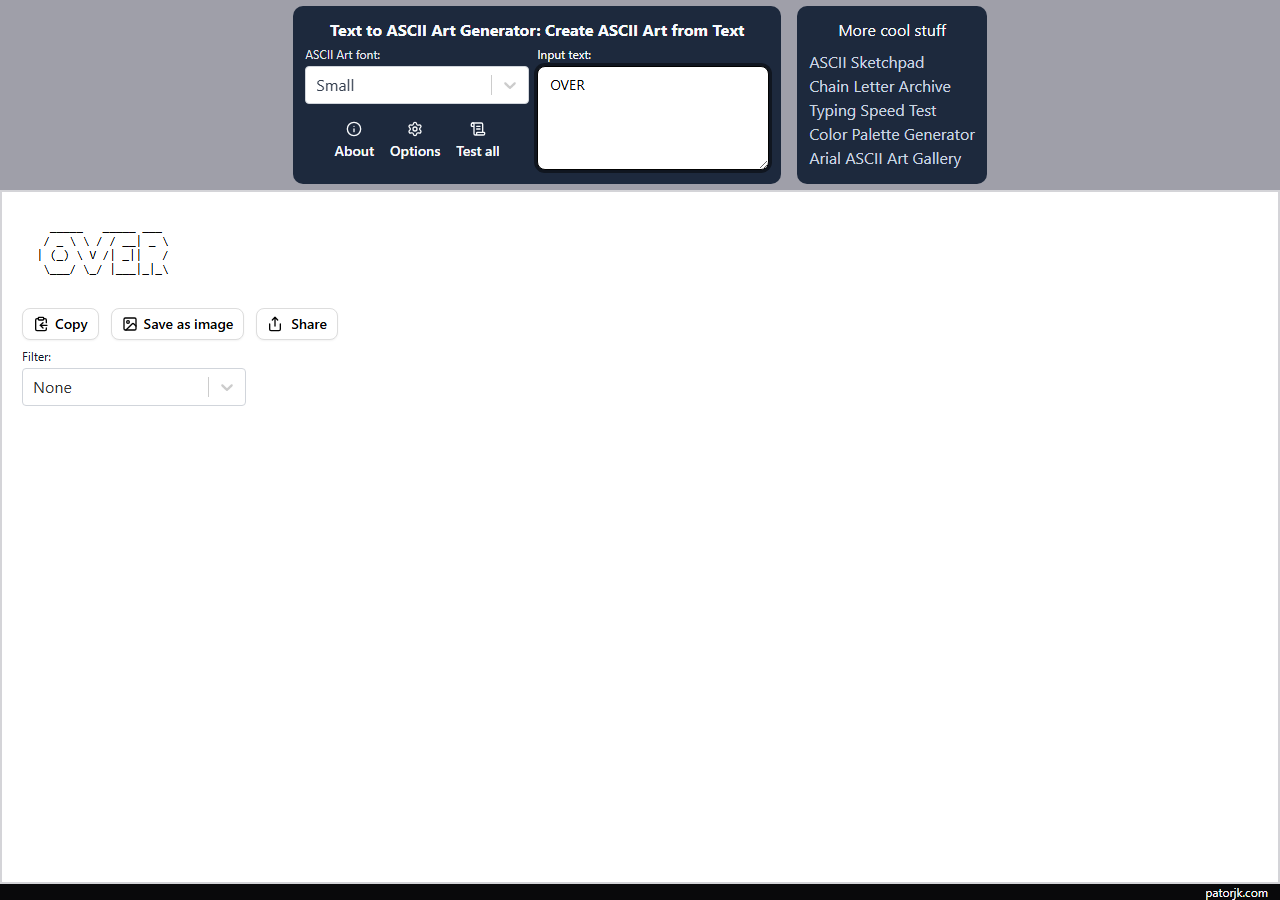 Text to ASCII Art Generator: Create ASCII Art from Text
ASCII Art font:
Small
Input text:
OVER
About
Options
Test all
More cool stuff
ASCII Sketchpad
Chain Letter Archive
Typing Speed Test
Color Palette Generator
Arial ASCII Art Gallery
OVER
Copy
Save as image
Share
Filter:
None
patorjk.com